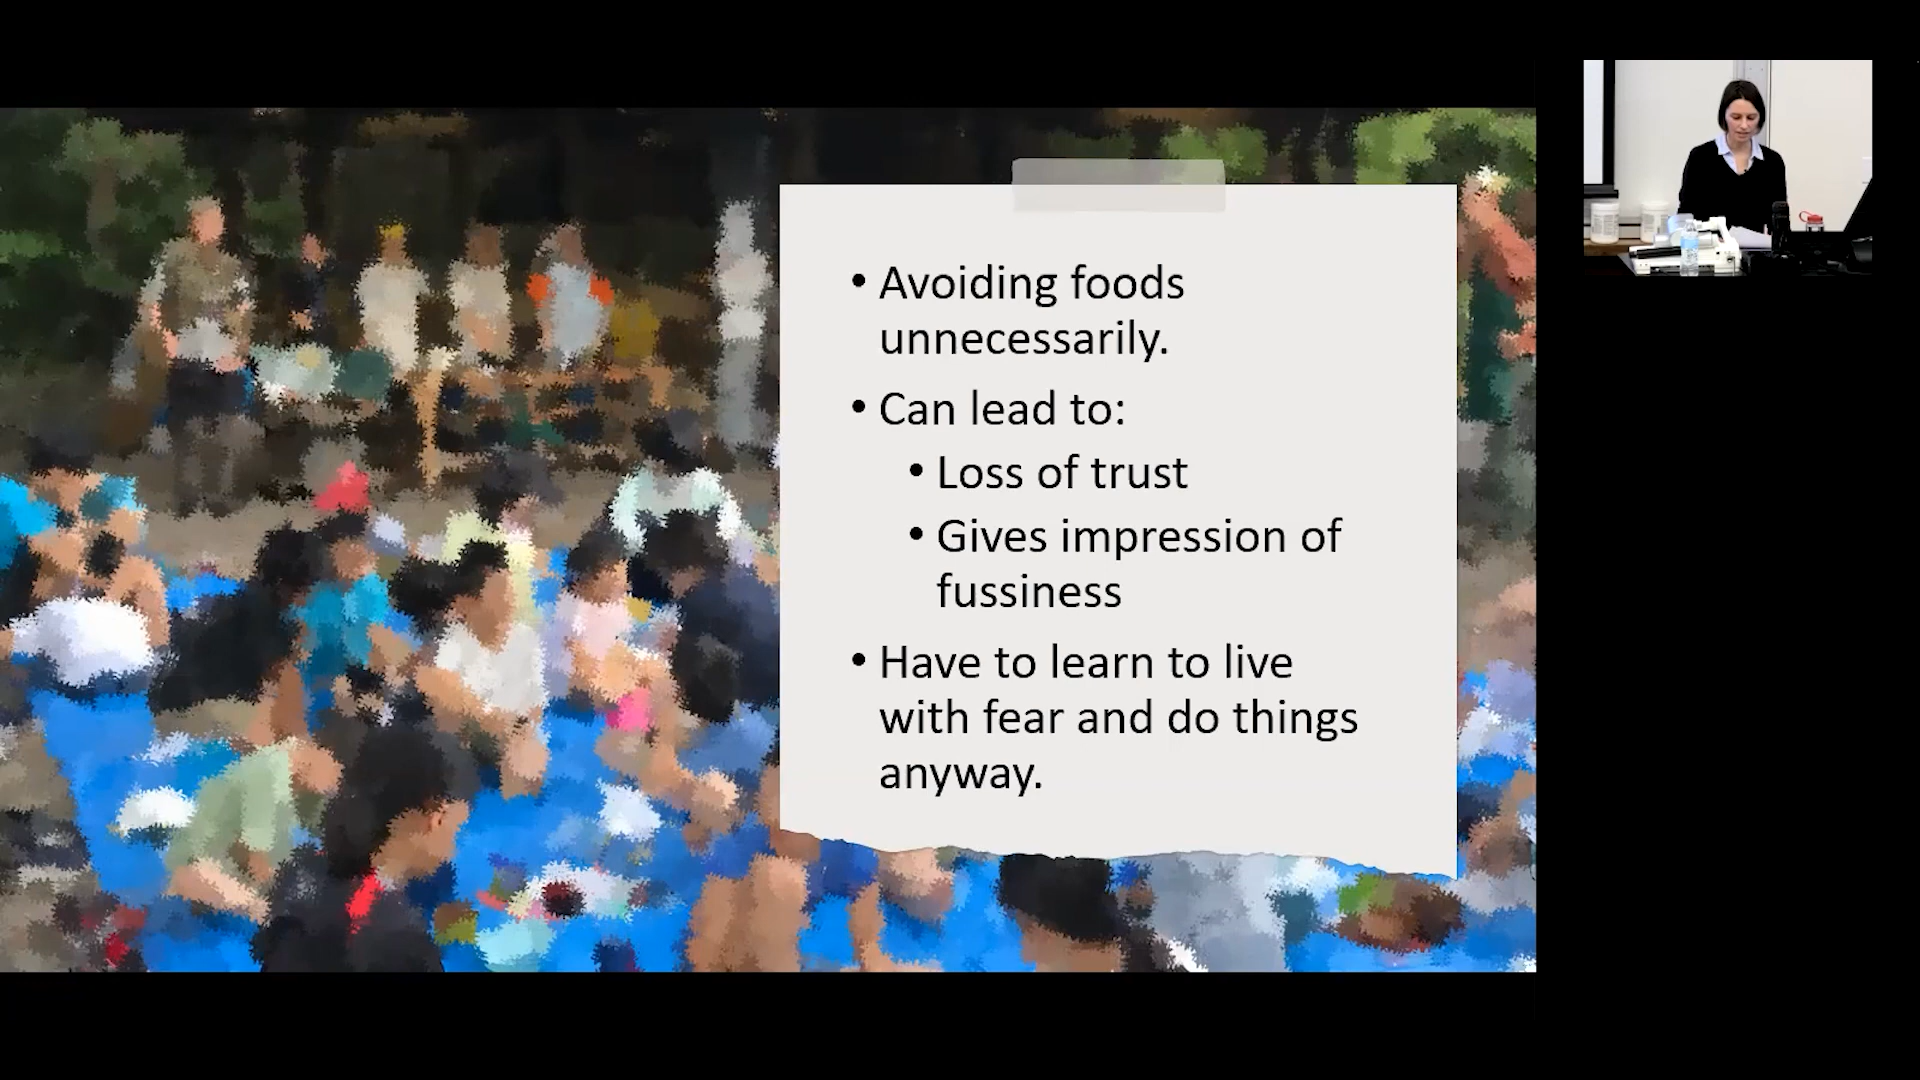 • Avoiding foods
unnecessarily.
• Can lead to:
• Loss of trust
• Gives impression of
fussiness
• Have to learn to live
with fear and do things
anyway.